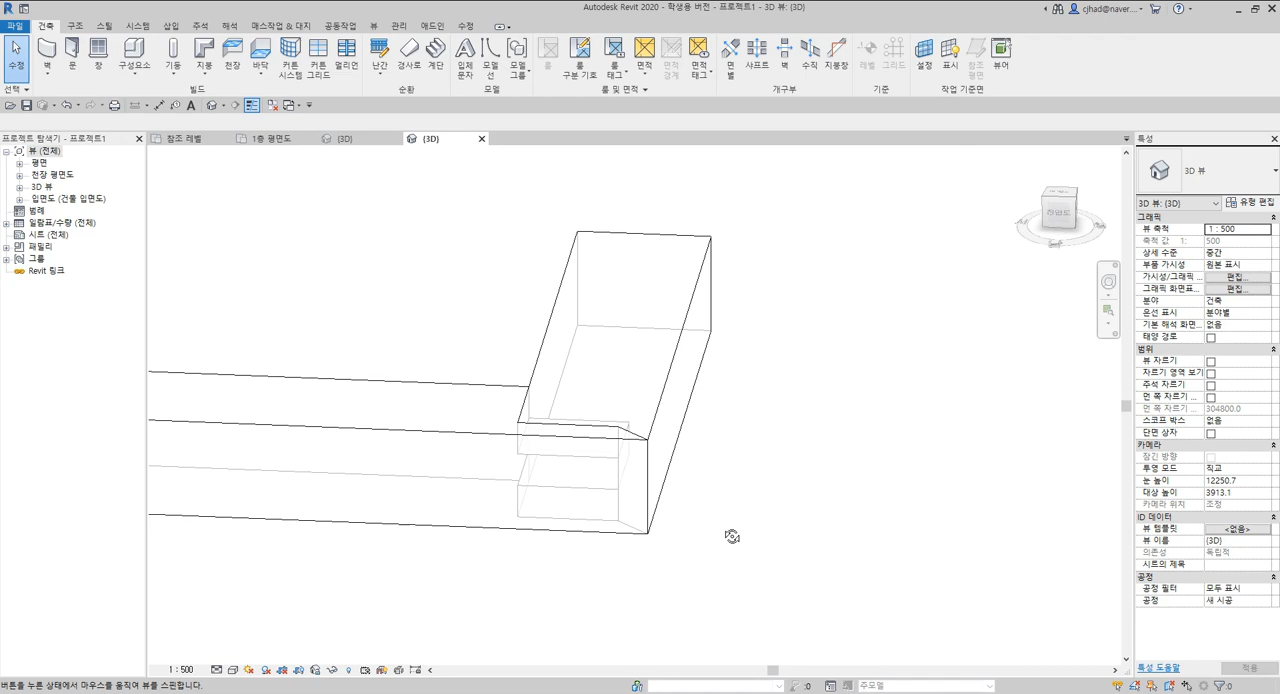 Autodesk Revit 2020 - 학생용 버전 - 프로젝트1 - 3D 뷰: {3D}
cjhad@naver....
파일 건축 구조 스틸 시스템 삽입 주석 해석 매스작업 & 대지 공동작업 뷰 관리 애드인 수정
수정 벽 문 창 구성요소 기둥 지붕 천장 바닥 커튼 시스템 커튼 그리드 멀리언 난간 경사로 계단 입체 문자 모델 선 모델 그룹 룸 룸 구분 기호 룸 태그 면적 면적 경계 면적 태그 면 별 샤프트 벽 수직 지붕창 레벨 그리드 설정 표시 참조 평면 뷰어
선택 빌드 순환 모델 룸 및 면적 개구부 기준 작업 기준면
프로젝트 탐색기 - 프로젝트1
참조 레벨 1층 평면도 {3D} {3D}
뷰 (전체)
평면
천장 평면도
3D 뷰
입면도 (건물 입면도)
범례
일람표/수량 (전체)
시트 (전체)
패밀리
그룹
Revit 링크
특성
3D 뷰
3D 뷰: {3D} 유형 편집
그래픽
뷰 축척 1 : 500
축척 값 1: 500
상세 수준 중간
부품 가시성 원본 표시
가시성/그래픽 ... 편집...
그래픽 화면표... 편집...
분야 건축
은선 표시 분야별
기본 해석 화면... 없음
태양 경로
범위
뷰 자르기
자르기 영역 보기
주석 자르기
먼 쪽 자르기 ...
먼 쪽 자르기 ... 304800.0
스코프 박스 없음
단면 상자
카메라
잠긴 방향
투영 모드 직교
눈 높이 12250.7
대상 높이 3913.1
카메라 위치 조정
ID 데이터
뷰 템플릿 <없음>
뷰 이름 {3D}
의존성 독립적
시트의 제목
공정
공정 필터 모두 표시
공정 새 시공
특성 도움말 적용
1 : 500
버튼을 누른 상태에서 마우스를 움직여 뷰를 스핀합니다.
:0 주모델 :0